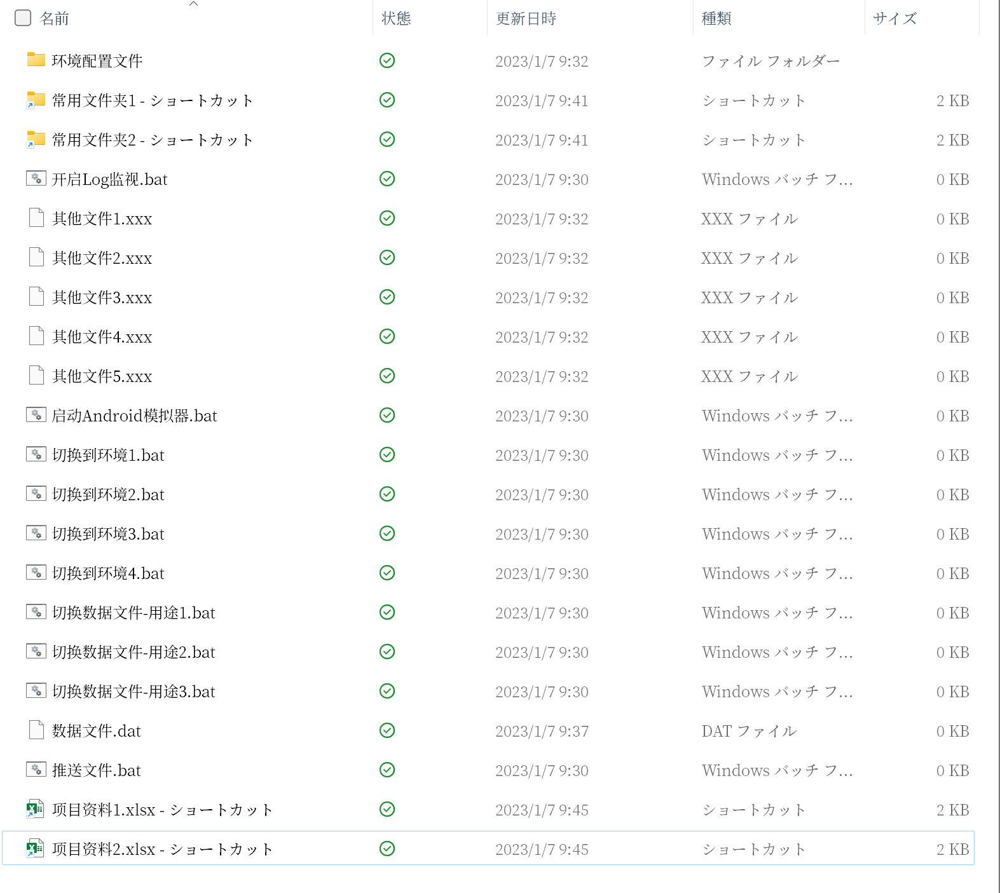 名前 状態 更新日時 種類 サイズ
环境配置文件 2023/1/7 9:32 ファイル フォルダー
常用文件夹1 - ショートカット 2023/1/7 9:41 ショートカット 2 KB
常用文件夹2 - ショートカット 2023/1/7 9:41 ショートカット 2 KB
开启Log监视.bat 2023/1/7 9:30 Windows バッチ フ... 0 KB
其他文件1.xxx 2023/1/7 9:32 XXX ファイル 0 KB
其他文件2.xxx 2023/1/7 9:32 XXX ファイル 0 KB
其他文件3.xxx 2023/1/7 9:32 XXX ファイル 0 KB
其他文件4.xxx 2023/1/7 9:32 XXX ファイル 0 KB
其他文件5.xxx 2023/1/7 9:32 XXX ファイル 0 KB
启动Android模拟器.bat 2023/1/7 9:30 Windows バッチ フ... 0 KB
切换到环境1.bat 2023/1/7 9:30 Windows バッチ フ... 0 KB
切换到环境2.bat 2023/1/7 9:30 Windows バッチ フ... 0 KB
切换到环境3.bat 2023/1/7 9:30 Windows バッチ フ... 0 KB
切换到环境4.bat 2023/1/7 9:30 Windows バッチ フ... 0 KB
切换数据文件-用途1.bat 2023/1/7 9:30 Windows バッチ フ... 0 KB
切换数据文件-用途2.bat 2023/1/7 9:30 Windows バッチ フ... 0 KB
切换数据文件-用途3.bat 2023/1/7 9:30 Windows バッチ フ... 0 KB
数据文件.dat 2023/1/7 9:37 DAT ファイル 0 KB
推送文件.bat 2023/1/7 9:30 Windows バッチ フ... 0 KB
项目资料1.xlsx - ショートカット 2023/1/7 9:45 ショートカット 2 KB
项目资料2.xlsx - ショートカット 2023/1/7 9:45 ショートカット 2 KB